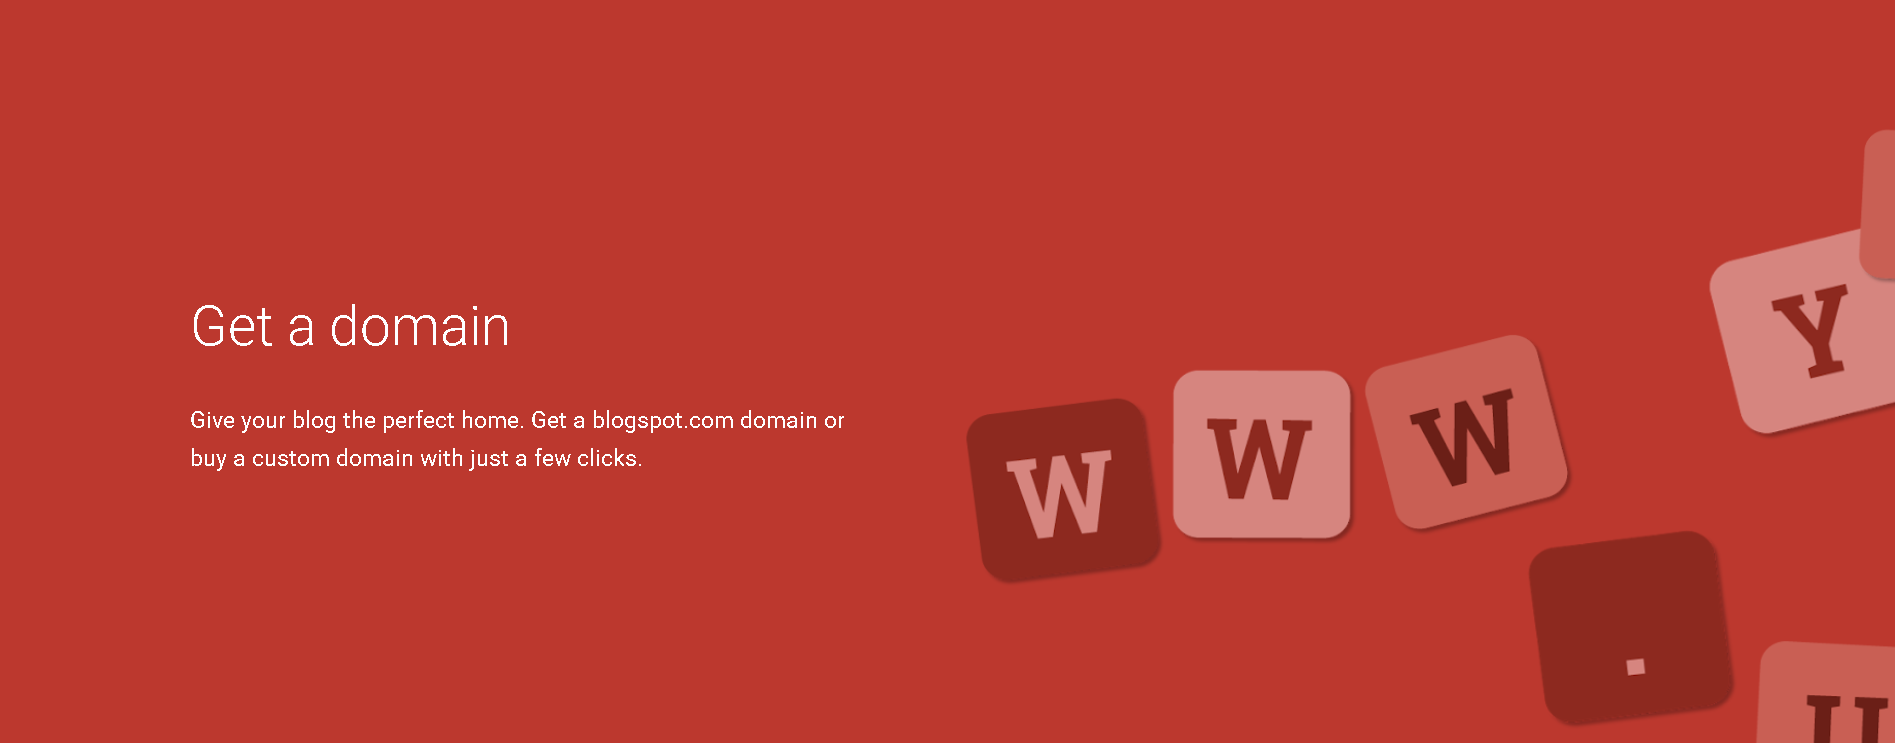 Get a domain
Give your blog the perfect home. Get a blogspot.com domain or
buy a custom domain with just a few clicks.
W W W
.
Y